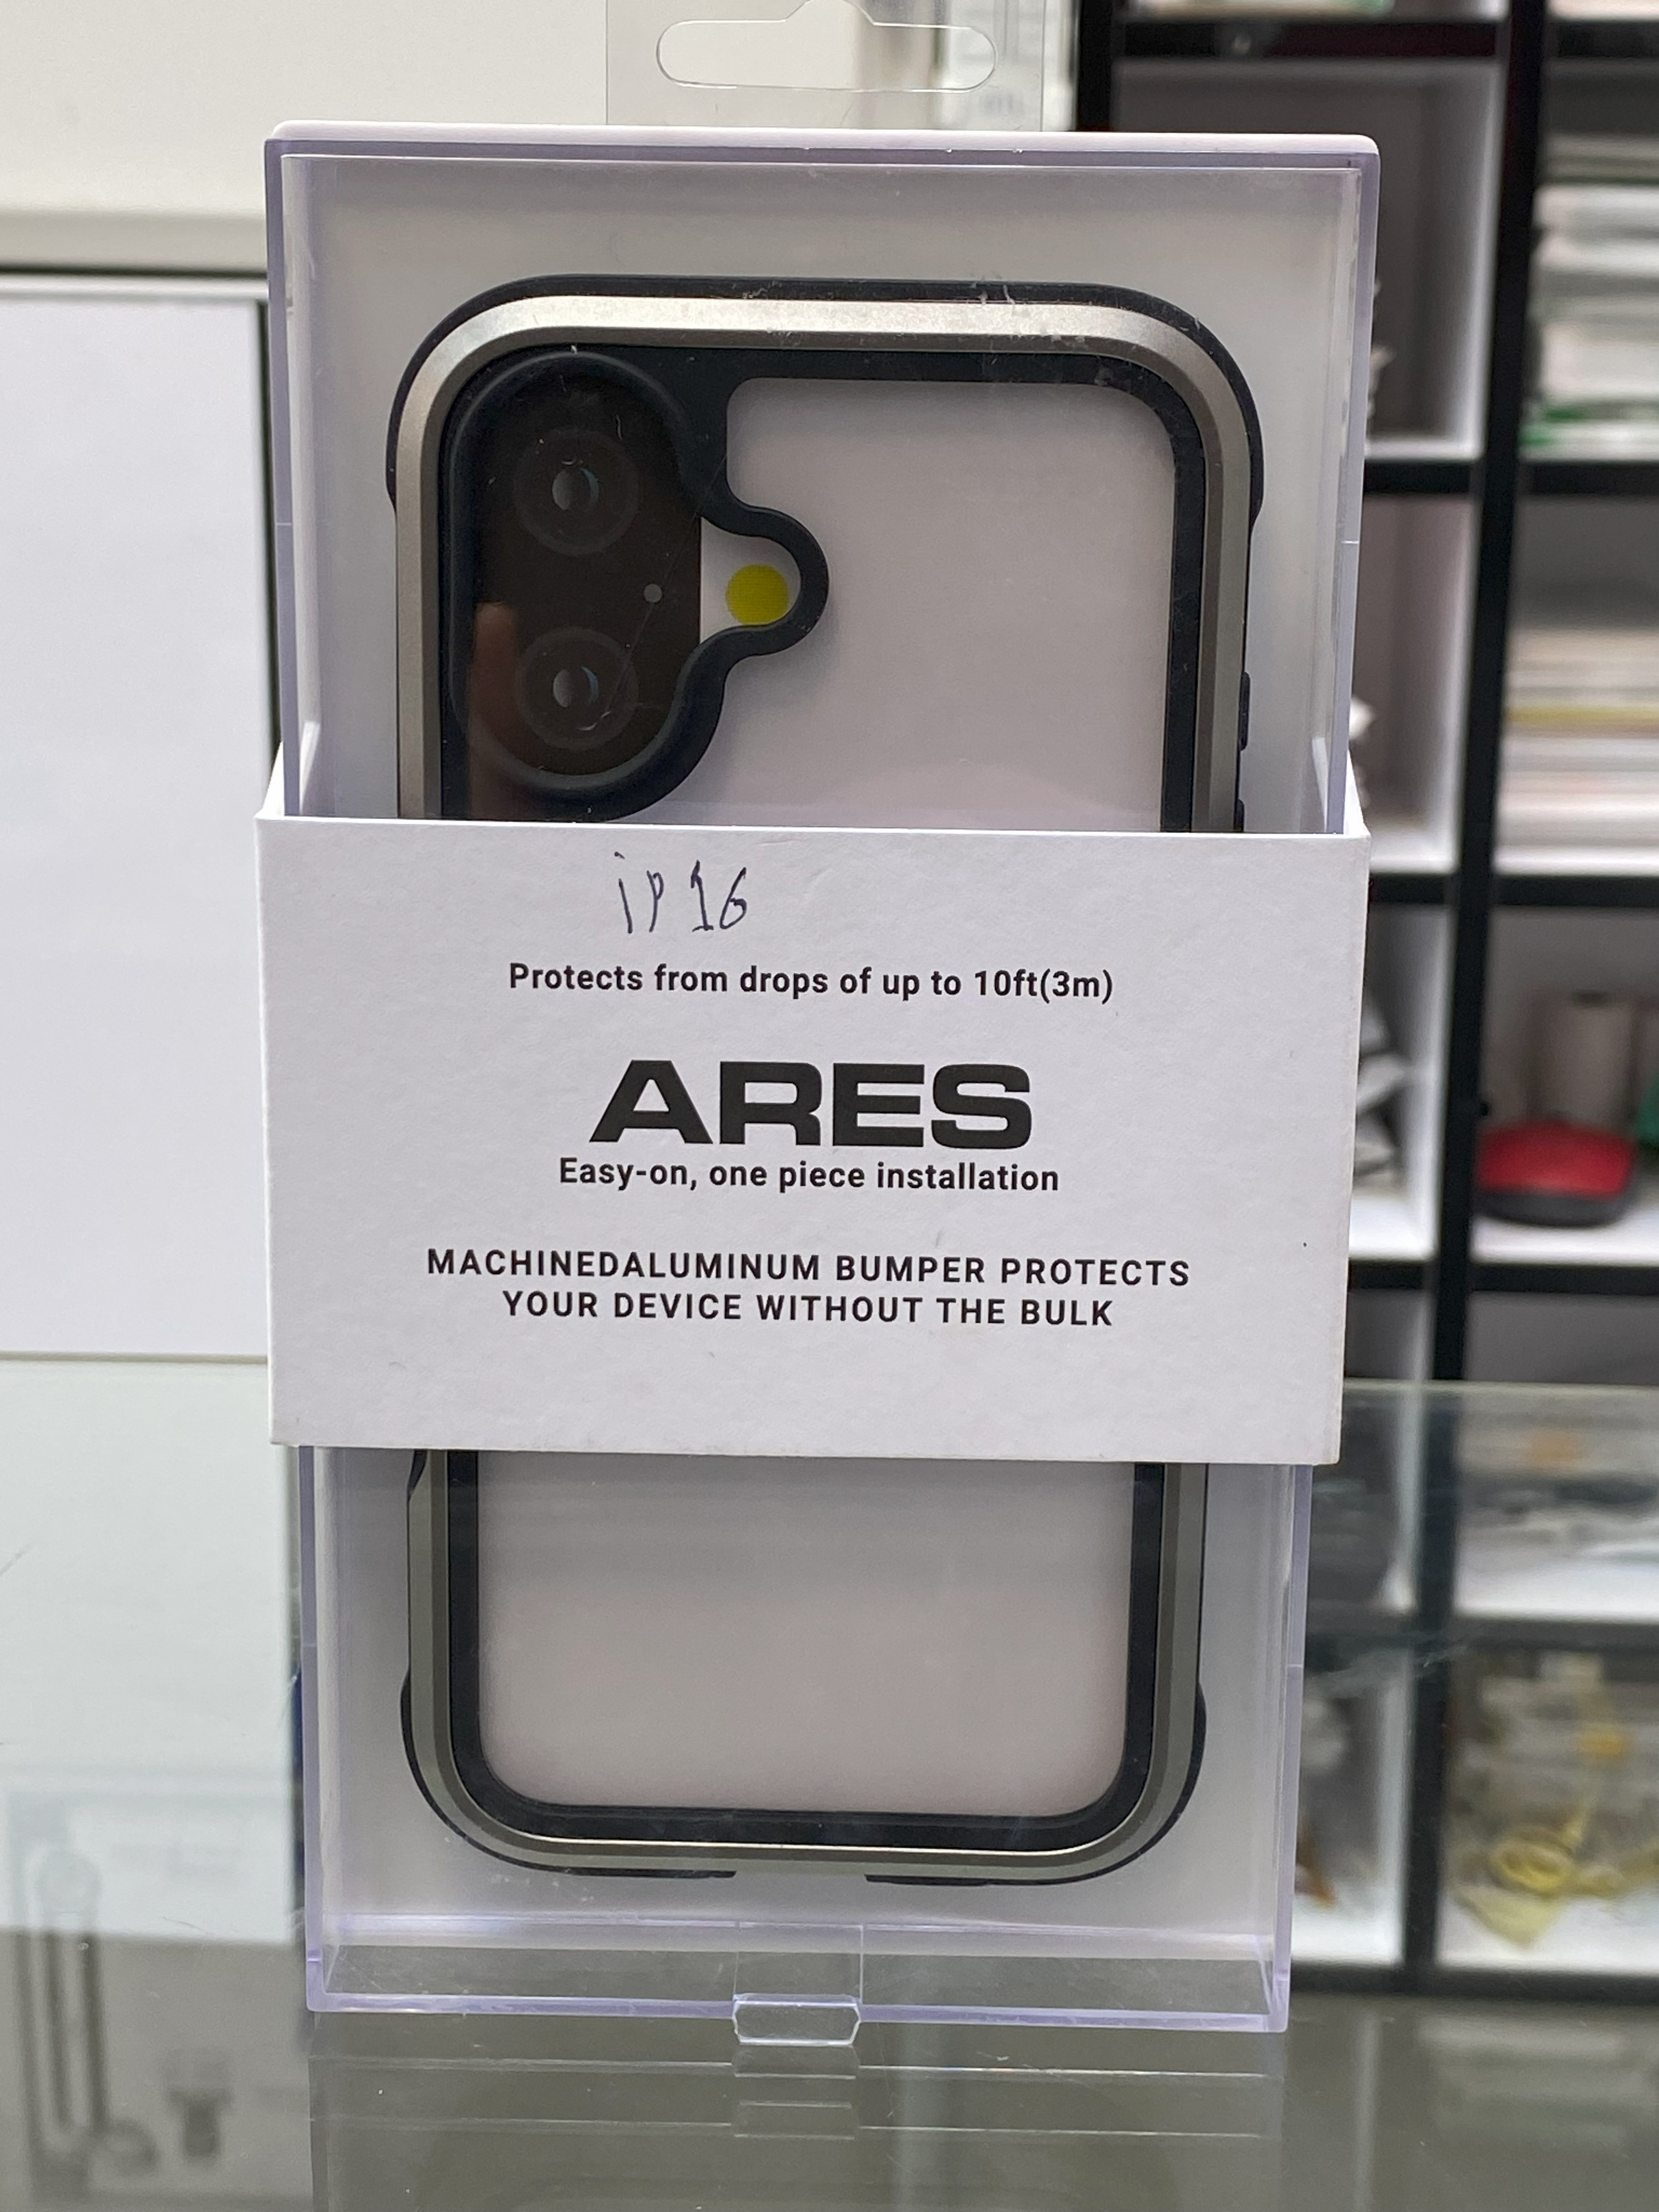 iP 16
Protects from drops of up to 10ft(3m)
ARES
Easy-on, one piece installation
MACHINEDALUMINUM BUMPER PROTECTS
YOUR DEVICE WITHOUT THE BULK